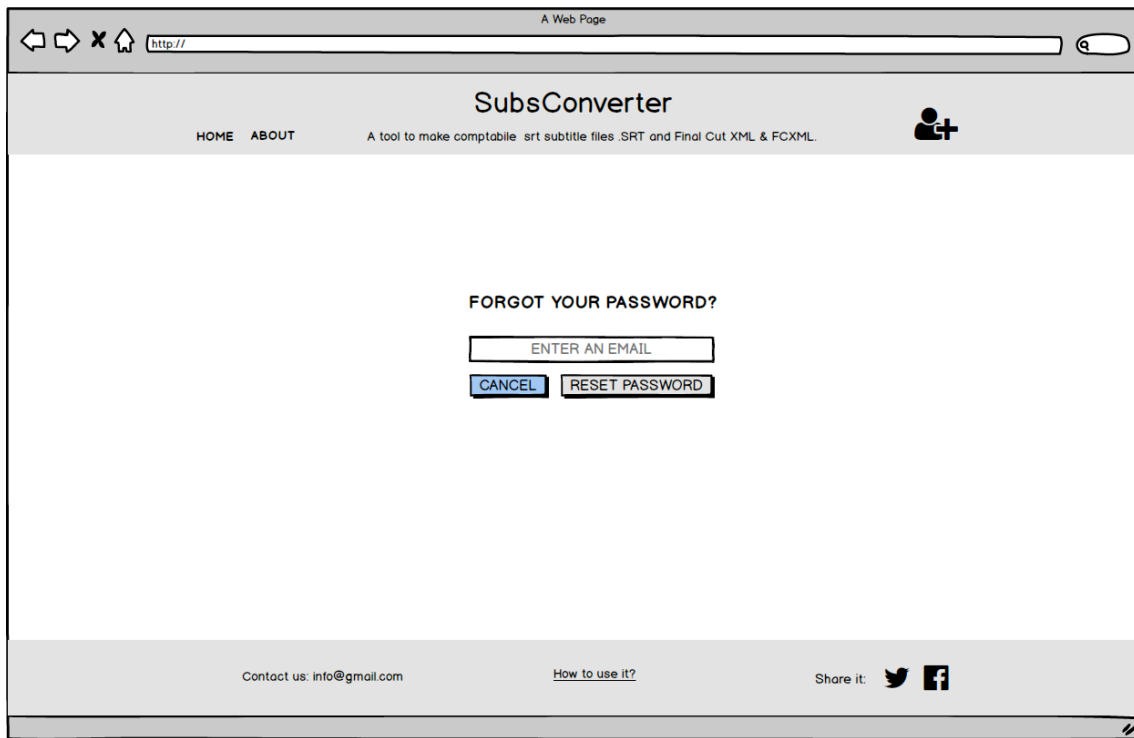 A Web Page
http://
SubsConverter
HOME ABOUT A tool to make comptabile srt subtitle files .SRT and Final Cut XML & FCXML.
FORGOT YOUR PASSWORD?
ENTER AN EMAIL
CANCEL RESET PASSWORD
Contact us: info@gmail.com How to use it? Share it: